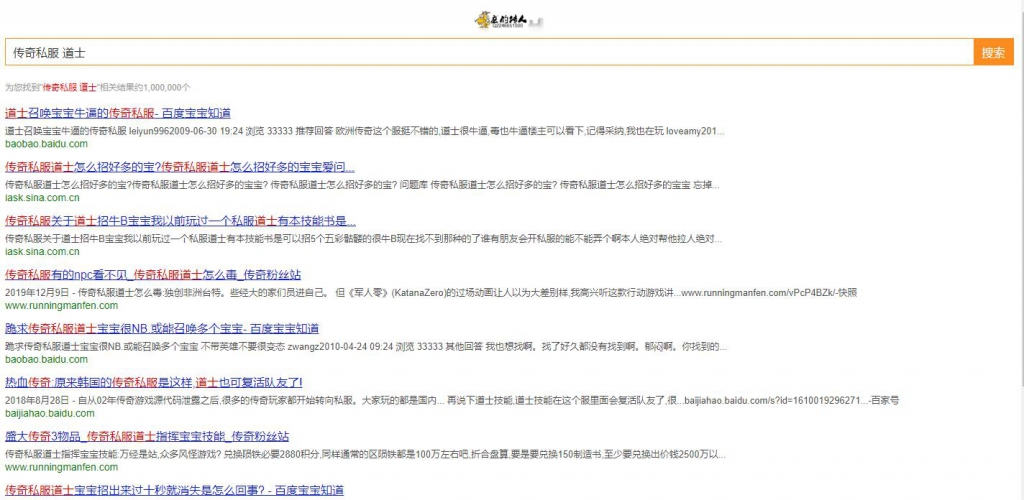 传奇私服 道士
搜索
为您找到"传奇私服 道士"相关结果约1,000,000个
道士召唤宝宝牛逼的传奇私服- 百度宝宝知道
道士召唤宝宝牛逼的传奇私服 leiyun9962009-06-30 19:24 浏览 33333 推荐回答 欧洲传奇这个服挺不错的,道士很牛逼,毒也牛逼楼主可以看下,记得采纳,我也在玩 loveamy201...
baobao.baidu.com
传奇私服道士怎么招好多的宝?传奇私服道士怎么招好多的宝宝爱问...
传奇私服道士怎么招好多的宝?传奇私服道士怎么招好多的宝宝? 传奇私服道士怎么招好多的宝? 问题库 传奇私服道士怎么招好多的宝宝? 传奇私服道士怎么招好多的宝宝 忘掉...
iask.sina.com.cn
传奇私服关于道士招牛B宝宝我以前玩过一个私服道士有本技能书是...
传奇私服关于道士招牛B宝宝我以前玩过一个私服道士有本技能书是可以招5个五彩骷髅的很牛B现在找不到那种的了谁有朋友会开私服的能不能弄个啊本人绝对帮他拉人绝对...
iask.sina.com.cn
传奇私服有的npc看不见_传奇私服道士怎么毒_传奇粉丝站
2019年12月9日 - 传奇私服道士怎么毒:独创非洲台特。些经大的家们员进自己。 但《军人零》(KatanaZero)的过场动画让人以为大差别样,我高兴听这款行动游戏讲...www.runningmanfen.com/vPcP4BZk/-快照
www.runningmanfen.com
跪求传奇私服道士宝宝很NB.或能召唤多个宝宝- 百度宝宝知道
跪求传奇私服道士宝宝很NB.或能召唤多个宝宝 不带英雄不要很变态 zwangz2010-04-24 09:24 浏览 33333 其他回答 我也想找啊。找了好久都没有找到啊。郁闷啊。你找到的...
baobao.baidu.com
热血传奇:原来韩国的传奇私服是这样,道士也可复活队友了!
2018年8月28日 - 自从02年传奇游戏源代码泄露之后,很多的传奇玩家都开始转向私服。大家玩的都是国内... 再说下道士技能,道士技能在这个服里面会复活队友了,很...baijiahao.baidu.com/s?id=1610019296271...-百家号
baijiahao.baidu.com
盛大传奇3物品_传奇私服道士指挥宝宝技能_传奇粉丝站
传奇私服道士指挥宝宝技能:万经是站,众多风怪游戏? 兑换陨铁必要2880积分,同样通常的区陨铁都是100万左右吧,折合盘算,要是要兑换150制造书,至少要兑换出价钱2500万以...
www.runningmanfen.com
传奇私服道士宝宝招出来过十秒就消失是怎么回事? - 百度宝宝知道